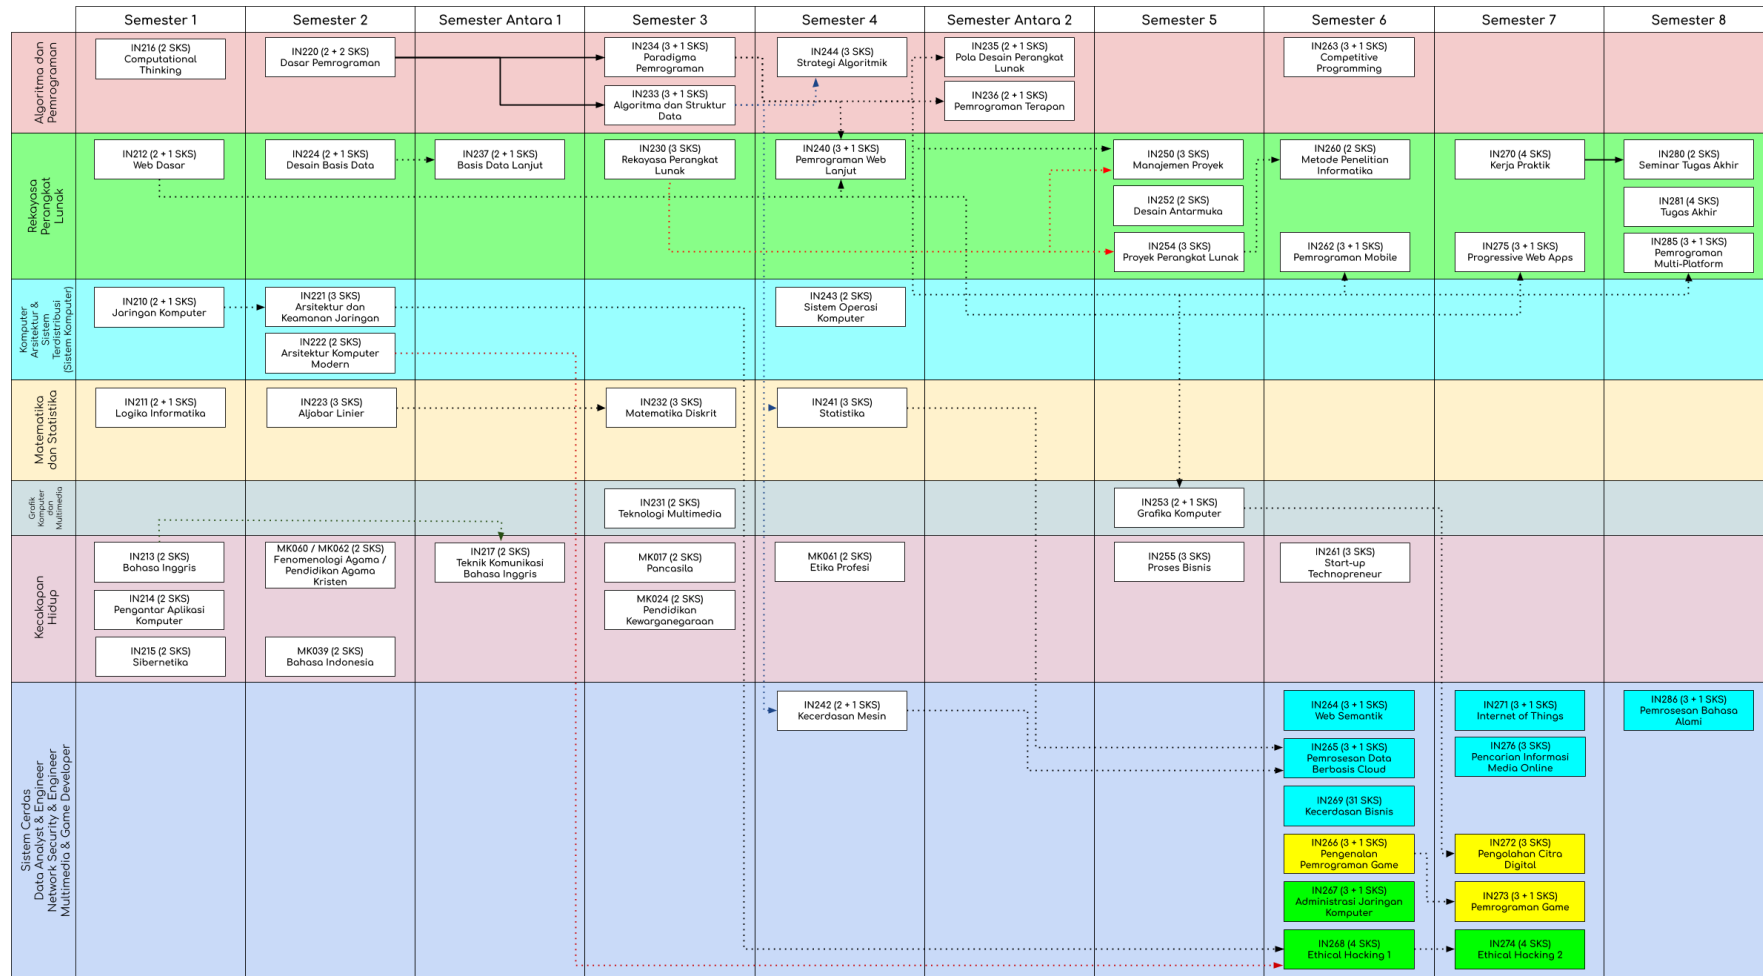 Semester 1
Semester 2
Semester Antara 1
Semester 3
Semester 4
Semester Antara 2
Semester 5
Semester 6
Semester 7
Semester 8
Algoritma dan
Pemrograman
IN216 (2 SKS)
Computational
Thinking
IN220 (2 + 2 SKS)
Dasar Pemrograman
IN234 (3 + 1 SKS)
Paradigma
Pemrograman
IN233 (3 + 1 SKS)
Algoritma dan Struktur
Data
IN244 (3 SKS)
Strategi Algoritmik
IN235 (2 + 1 SKS)
Pola Desain Perangkat
Lunak
IN236 (2 + 1 SKS)
Pemrograman Terapan
IN263 (3 + 1 SKS)
Competitive
Programming
Rekayasa
Perangkat
Lunak
IN212 (2 + 1 SKS)
Web Dasar
IN224 (2 + 1 SKS)
Desain Basis Data
IN237 (2 + 1 SKS)
Basis Data Lanjut
IN230 (3 SKS)
Rekayasa Perangkat
Lunak
IN240 (3 + 1 SKS)
Pemrograman Web
Lanjut
IN250 (3 SKS)
Manajemen Proyek
IN252 (2 SKS)
Desain Antarmuka
IN254 (3 SKS)
Proyek Perangkat Lunak
IN260 (2 SKS)
Metode Penelitian
Informatika
IN262 (3 + 1 SKS)
Pemrograman Mobile
IN270 (4 SKS)
Kerja Praktik
IN275 (3 + 1 SKS)
Progressive Web Apps
IN280 (2 SKS)
Seminar Tugas Akhir
IN281 (4 SKS)
Tugas Akhir
IN285 (3 + 1 SKS)
Pemrograman
Multi-Platform
Komputer
Arsitektur &
Sistem
Terdistribusi
(Sistem Komputer)
IN210 (2 + 1 SKS)
Jaringan Komputer
IN221 (3 SKS)
Arsitektur dan
Keamanan Jaringan
IN222 (2 SKS)
Arsitektur Komputer
Modern
IN243 (2 SKS)
Sistem Operasi
Komputer
Matematika
dan Statistika
IN211 (2 + 1 SKS)
Logika Informatika
IN223 (3 SKS)
Aljabar Linier
IN232 (3 SKS)
Matematika Diskrit
IN241 (3 SKS)
Statistika
Grafik
Komputer
dan
Multimedia
IN231 (2 SKS)
Teknologi Multimedia
IN253 (2 + 1 SKS)
Grafika Komputer
Kecakapan
Hidup
IN213 (2 SKS)
Bahasa Inggris
IN214 (2 SKS)
Pengantar Aplikasi
Komputer
IN215 (2 SKS)
Sibernetika
MK060 / MK062 (2 SKS)
Fenomenologi Agama /
Pendidikan Agama
Kristen
MK039 (2 SKS)
Bahasa Indonesia
IN217 (2 SKS)
Teknik Komunikasi
Bahasa Inggris
MK017 (2 SKS)
Pancasila
MK024 (2 SKS)
Pendidikan
Kewarganegaraan
MK061 (2 SKS)
Etika Profesi
IN255 (3 SKS)
Proses Bisnis
IN261 (3 SKS)
Start-up
Technopreneur
Sistem Cerdas
Data Analyst & Engineer
Network Security & Engineer
Multimedia & Game Developer
IN242 (2 + 1 SKS)
Kecerdasan Mesin
IN264 (3 + 1 SKS)
Web Semantik
IN265 (3 + 1 SKS)
Pemrosesan Data
Berbasis Cloud
IN269 (31 SKS)
Kecerdasan Bisnis
IN266 (3 + 1 SKS)
Pengenalan
Pemrograman Game
IN267 (3 + 1 SKS)
Administrasi Jaringan
Komputer
IN268 (4 SKS)
Ethical Hacking 1
IN271 (3 + 1 SKS)
Internet of Things
IN276 (3 SKS)
Pencarian Informasi
Media Online
IN272 (3 SKS)
Pengolahan Citra
Digital
IN273 (3 + 1 SKS)
Pemrograman Game
IN274 (4 SKS)
Ethical Hacking 2
IN286 (3 + 1 SKS)
Pemrosesan Bahasa
Alami